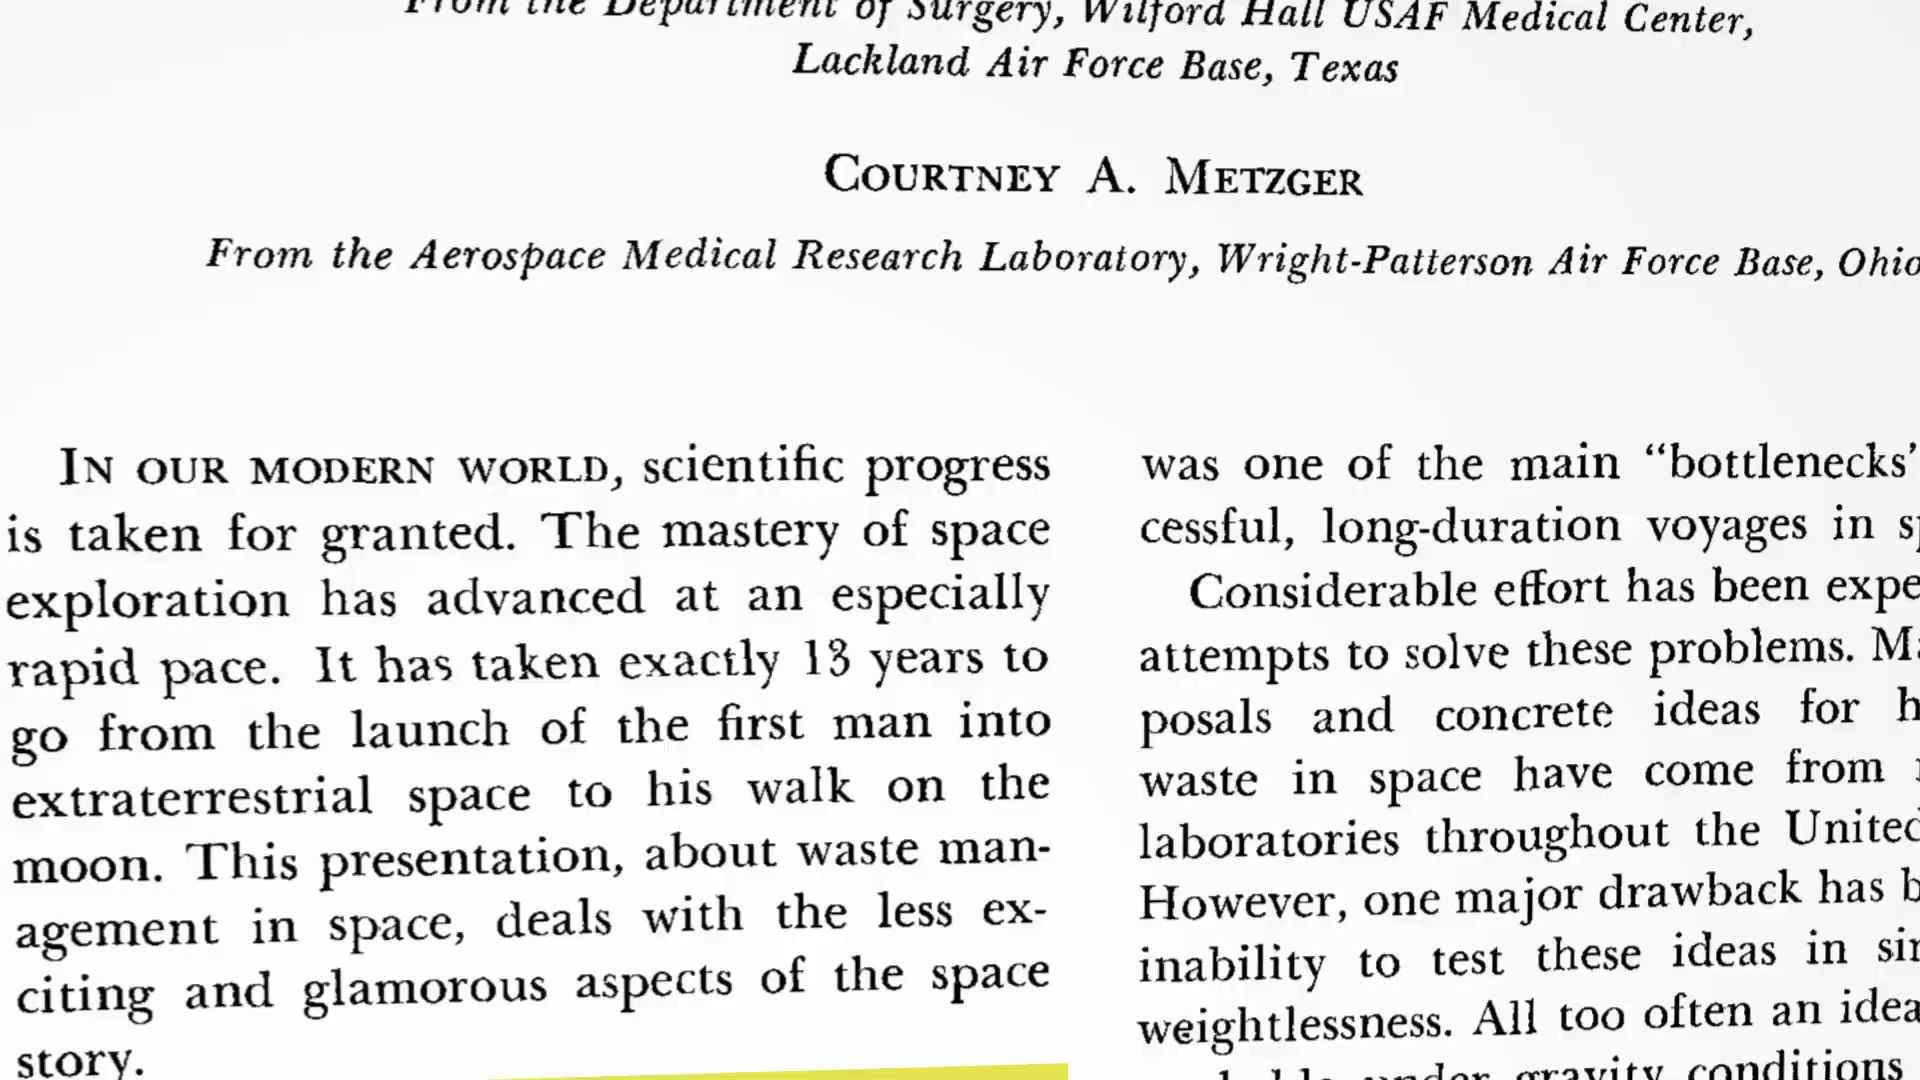 From the Department of Surgery, Wilford Hall USAF Medical Center,
Lackland Air Force Base, Texas
COURTNEY A. METZGER
From the Aerospace Medical Research Laboratory, Wright-Patterson Air Force Base, Ohio
IN OUR MODERN WORLD, scientific progress
is taken for granted. The mastery of space
exploration has advanced at an especially
rapid pace. It has taken exactly 13 years to
go from the launch of the first man into
extraterrestrial space to his walk on the
moon. This presentation, about waste man-
agement in space, deals with the less ex-
citing and glamorous aspects of the space
story.
was one of the main “bottlenecks”
cessful, long-duration voyages in
Considerable effort has been
attempts to solve these problems.
posals and concrete ideas for
waste in space have come from
laboratories throughout the United
However, one major drawback has
inability to test these ideas in
weightlessness. All too often an idea
under gravity conditions